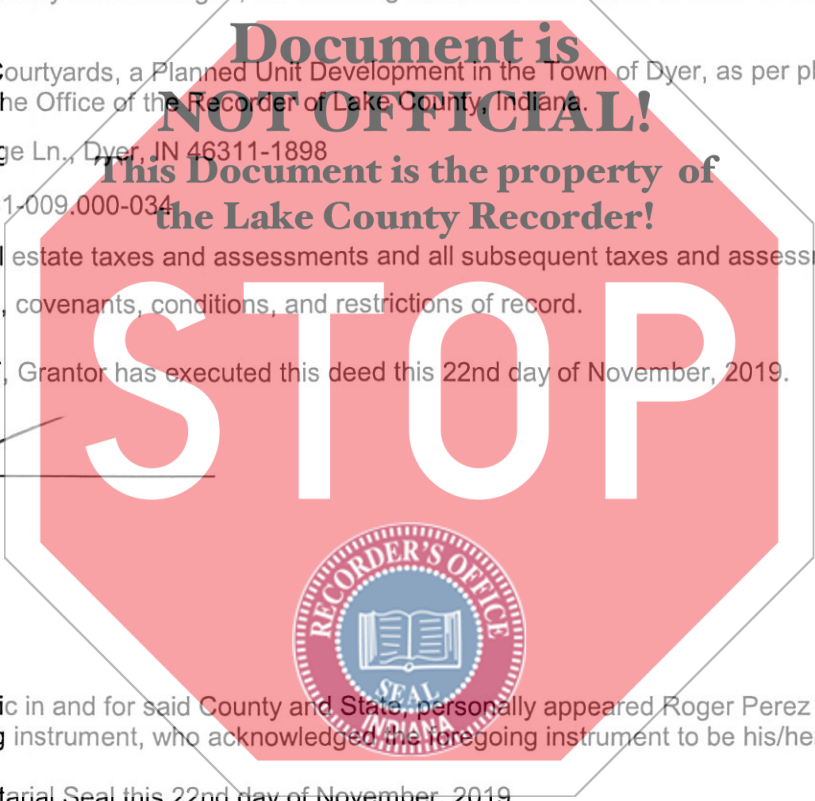 Document is
Courtyards, a Planned Unit Development in the Town of Dyer, as per pl
he Office of the Recorder of Lake County, Indiana.
NOT OFFICIAL!
ge Ln., Dyer, IN 46311-1898
This Document is the property of
1-009.000-034
the Lake County Recorder!
l estate taxes and assessments and all subsequent taxes and assess
, covenants, conditions, and restrictions of record.
, Grantor has executed this deed this 22nd day of November, 2019.
STOP
RECORDER'S OFFICE
SEAL
INDIANA
ic in and for said County and State, personally appeared Roger Perez
g instrument, who acknowledged the foregoing instrument to be his/he
tarial Seal this 22nd day of November, 2019